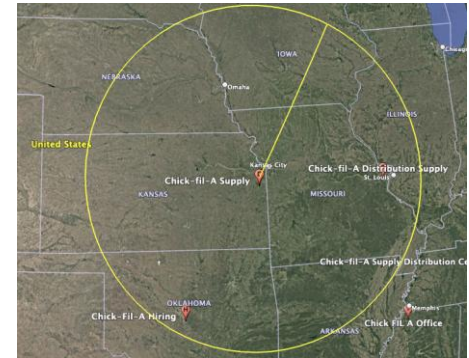 IOWA
Chicago
NEBRASKA
Omaha
ILLINOIS
United States
Kansas City
Chick-fil-A Distribution Supply
Chick-fil-A Supply
St. Louis
KANSAS
MISSOURI
Chick-fil-A Supply Distribution Ce
OKLAHOMA
Memphis
Chick-Fil-A Hiring
Chick FIL A Office
ARKANSAS